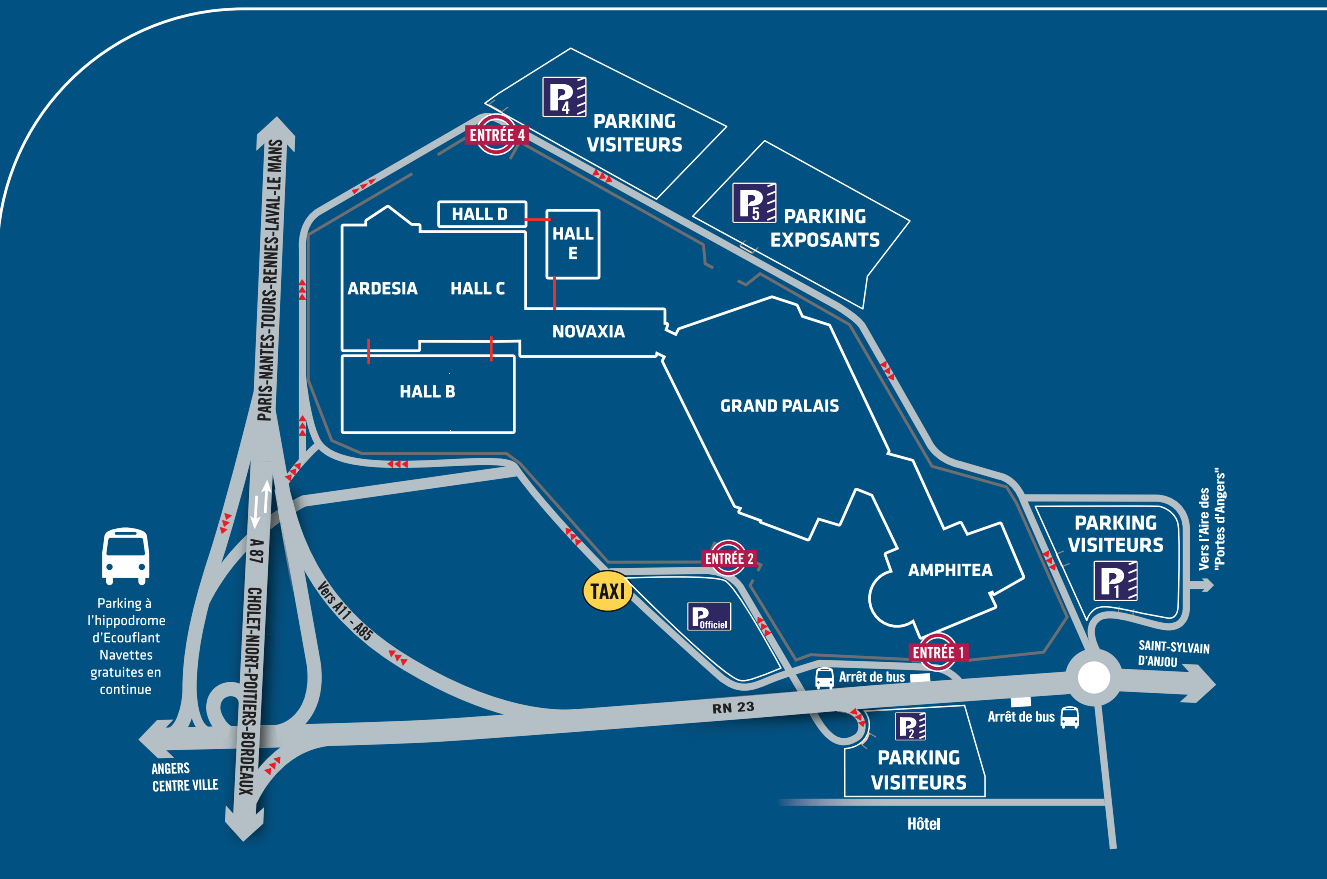 P4
PARKING
VISITEURS
ENTRÉE 4
P5
PARKING
EXPOSANTS
PARIS-NANTES-TOURS-RENNES-LAVAL-LE MANS
HALL D
HALL
E
ARDESIA
HALL C
NOVAXIA
HALL B
GRAND PALAIS
PARKING
VISITEURS
P1
Vers l'Aire des
"Portes d'Angers"
A 87
CHOLET-NIORT-POITIERS-BORDEAUX
Vers A11 - A85
ENTRÉE 2
AMPHITEA
TAXI
P Officiel
Parking à
l'hippodrome
d'Ecouflant
Navettes
gratuites en
continue
ENTRÉE 1
SAINT-SYLVAIN
D'ANJOU
Arrêt de bus
RN 23
Arrêt de bus
P2
PARKING
VISITEURS
ANGERS
CENTRE VILLE
Hôtel